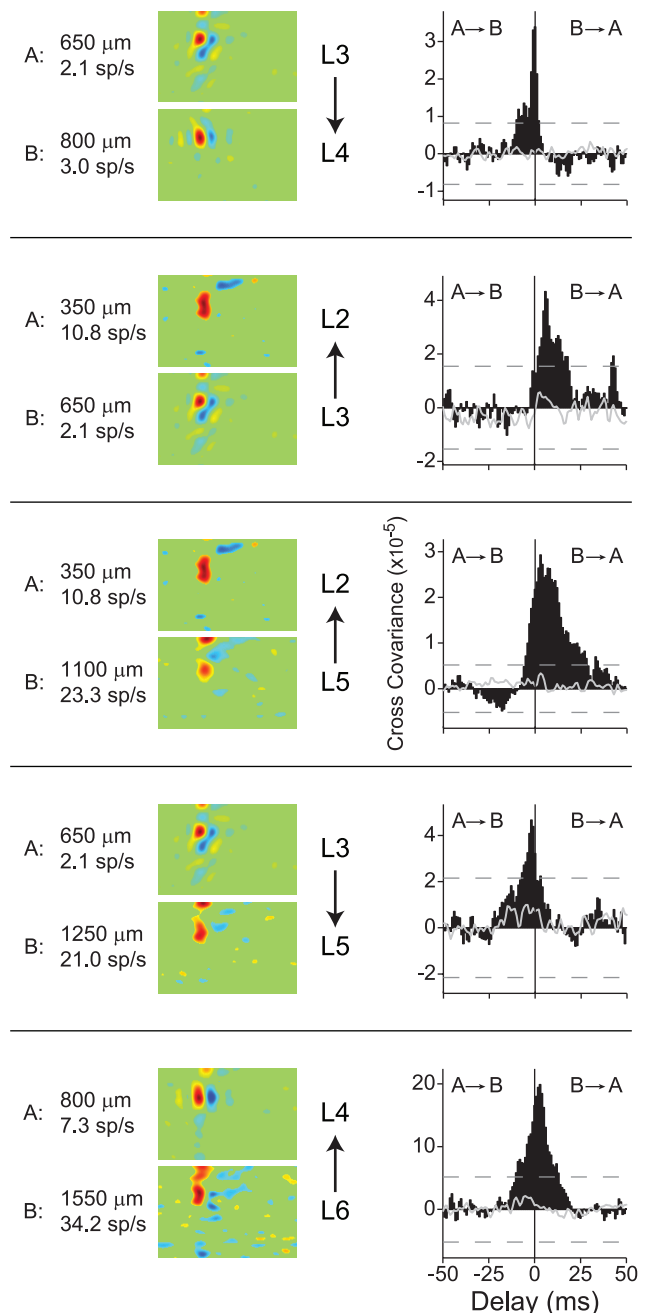 A: 650 μm
2.1 sp/s
L3
B: 800 μm
3.0 sp/s
L4
A→B B→A
3
2
1
0
-1
A: 350 μm
10.8 sp/s
L2
B: 650 μm
2.1 sp/s
L3
A→B B→A
4
2
0
-2
A: 350 μm
10.8 sp/s
L2
B: 1100 μm
23.3 sp/s
L5
Cross Covariance (x10⁻⁵)
A→B B→A
3
2
1
0
A: 650 μm
2.1 sp/s
L3
B: 1250 μm
21.0 sp/s
L5
A→B B→A
4
2
0
-2
A: 800 μm
7.3 sp/s
L4
B: 1550 μm
34.2 sp/s
L6
A→B B→A
20
10
0
-50 -25 0 25 50
Delay (ms)